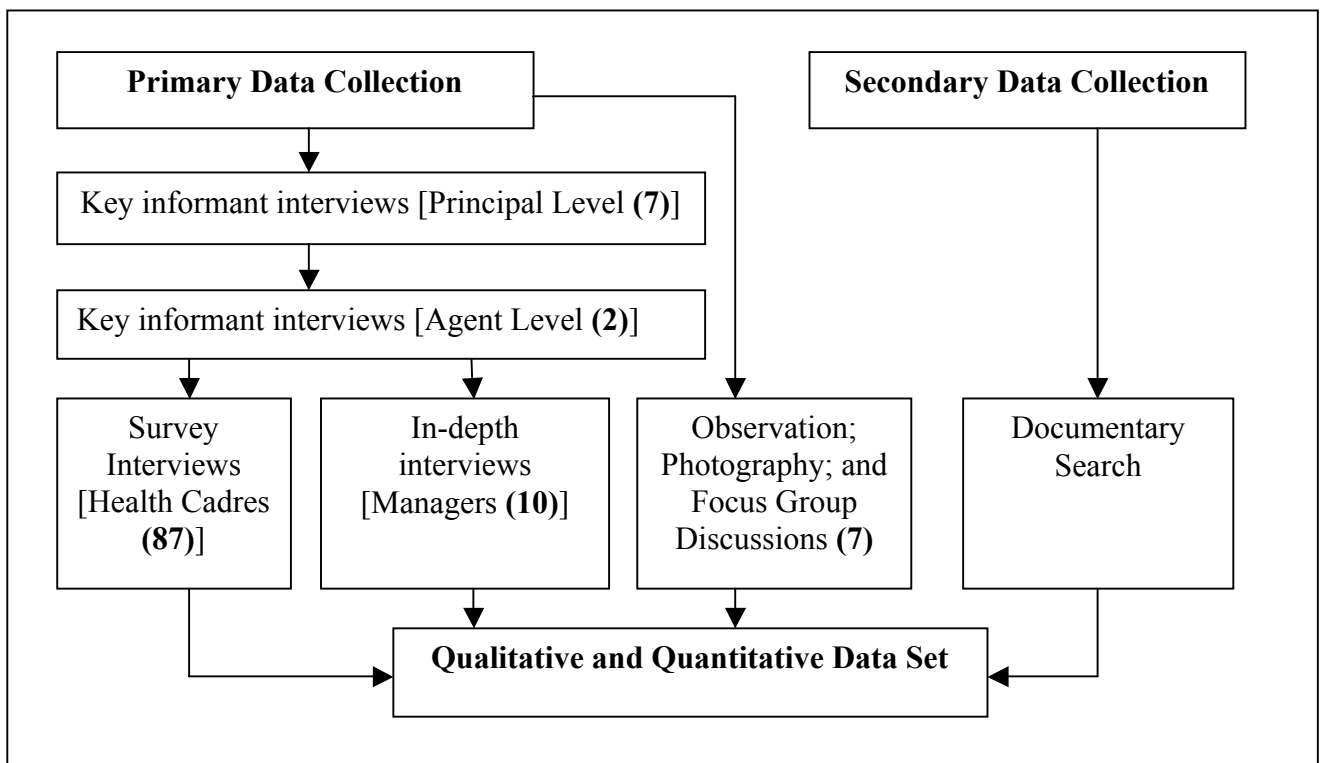 Primary Data Collection
Secondary Data Collection
Key informant interviews [Principal Level (7)]
Key informant interviews [Agent Level (2)]
Survey
Interviews
[Health Cadres
(87)]
In-depth
interviews
[Managers (10)]
Observation;
Photography; and
Focus Group
Discussions (7)
Documentary
Search
Qualitative and Quantitative Data Set